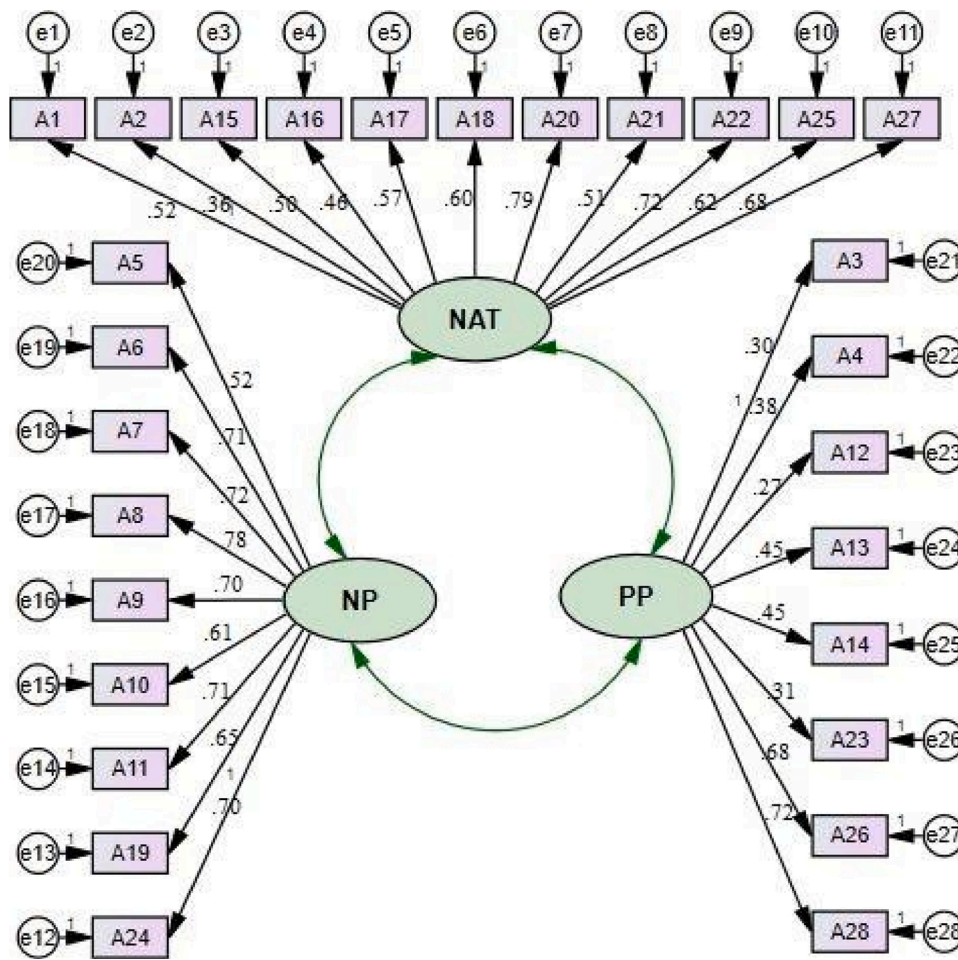 e1 e2 e3 e4 e5 e6 e7 e8 e9 e10 e11
1 1 1 1 1 1 1 1 1 1 1
A1 A2 A15 A16 A17 A18 A20 A21 A22 A25 A27
.52 .36 1 .50 .46 .57 .60 .79 .51 .72 .62 .68
NAT
e20 1 A5
e19 1 A6
e18 1 A7
e17 1 A8
e16 1 A9
e15 1 A10
e14 1 A11
e13 1 A19
e12 1 A24
.52
.71
.72
.78
.70
.61
.71
.65
1
.70
NP
PP
.30
1 .38
.27
.45
.45
.31
.68
.72
A3 1 e21
A4 1 e22
A12 1 e23
A13 1 e24
A14 1 e25
A23 1 e26
A26 1 e27
A28 1 e28